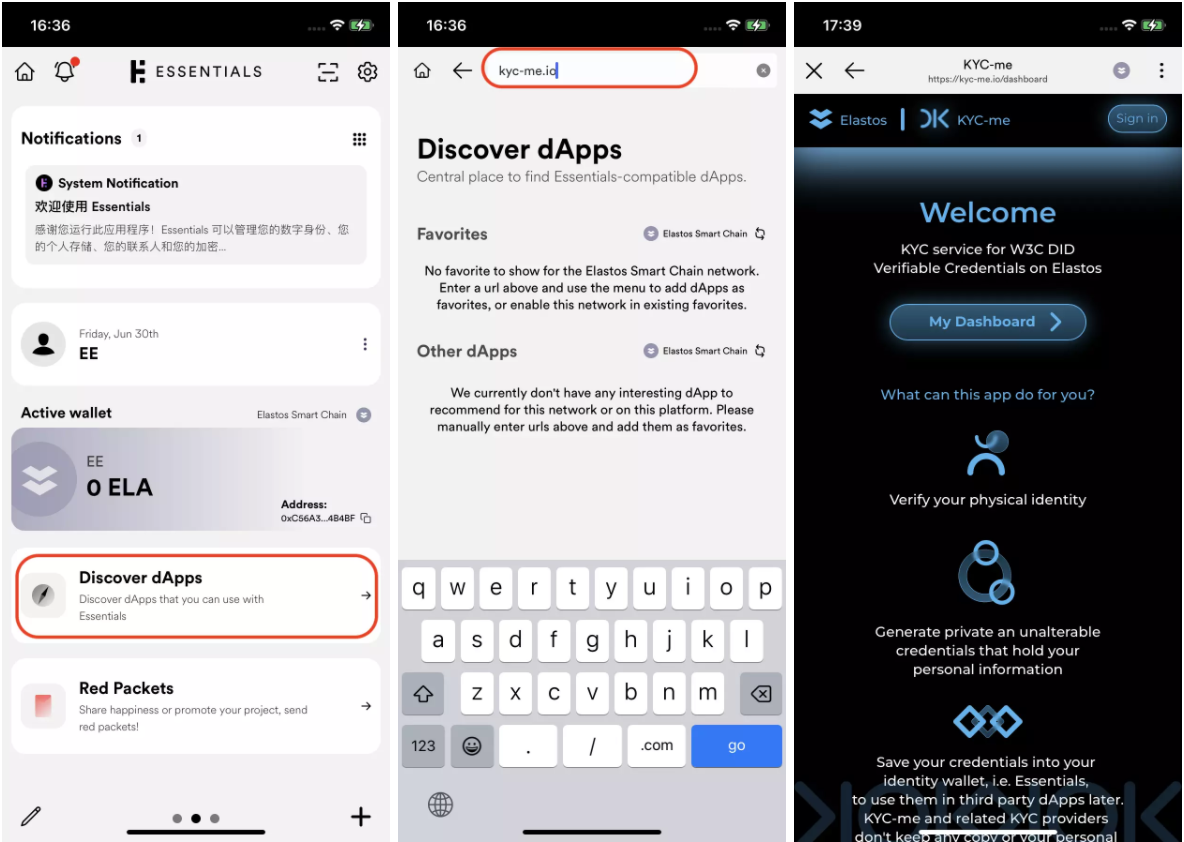 16:36
ESSENTIALS
Notifications 1
System Notification
欢迎使用 Essentials
感谢您运行此应用程序！Essentials 可以管理您的数字身份、您
的个人存储、您的联系人和您的加密...
Friday, Jun 30th
EE
Active wallet
Elastos Smart Chain
EE
0 ELA
Address:
0xC56A3...4B4BF
Discover dApps
Discover dApps that you can use with
Essentials
Red Packets
Share happiness or promote your project, send
red packets!
16:36
kyc-me.io
Discover dApps
Central place to find Essentials-compatible dApps.
Favorites
Elastos Smart Chain
No favorite to show for the Elastos Smart Chain network.
Enter a url above and use the menu to add dApps as
favorites, or enable this network in existing favorites.
Other dApps
Elastos Smart Chain
We currently don't have any interesting dApp to
recommend for this network or on this platform. Please
manually enter urls above and add them as favorites.
q w e r t y u i o p
a s d f g h j k l
z x c v b n m
123 . / .com go
17:39
KYC-me
https://kyc-me.io/dashboard
Elastos | KYC-me
Sign in
Welcome
KYC service for W3C DID
Verifiable Credentials on Elastos
My Dashboard
What can this app do for you?
Verify your physical identity
Generate private an unalterable
credentials that hold your
personal information
Save your credentials into your
identity wallet, i.e. Essentials,
to use them in third party dApps later.
KYC-me and related KYC providers
don't keep any copy of your personal